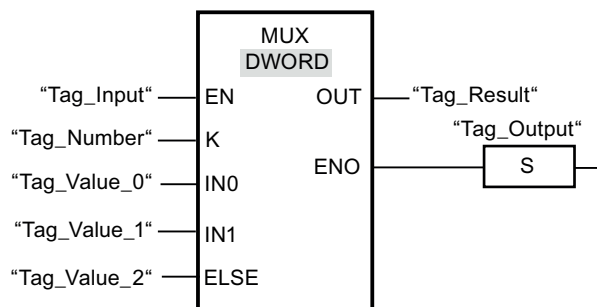 MUX
DWORD
“Tag_Input“ EN OUT “Tag_Result“
“Tag_Number“ K “Tag_Output“
ENO S
“Tag_Value_0“ IN0
“Tag_Value_1“ IN1
“Tag_Value_2“ ELSE